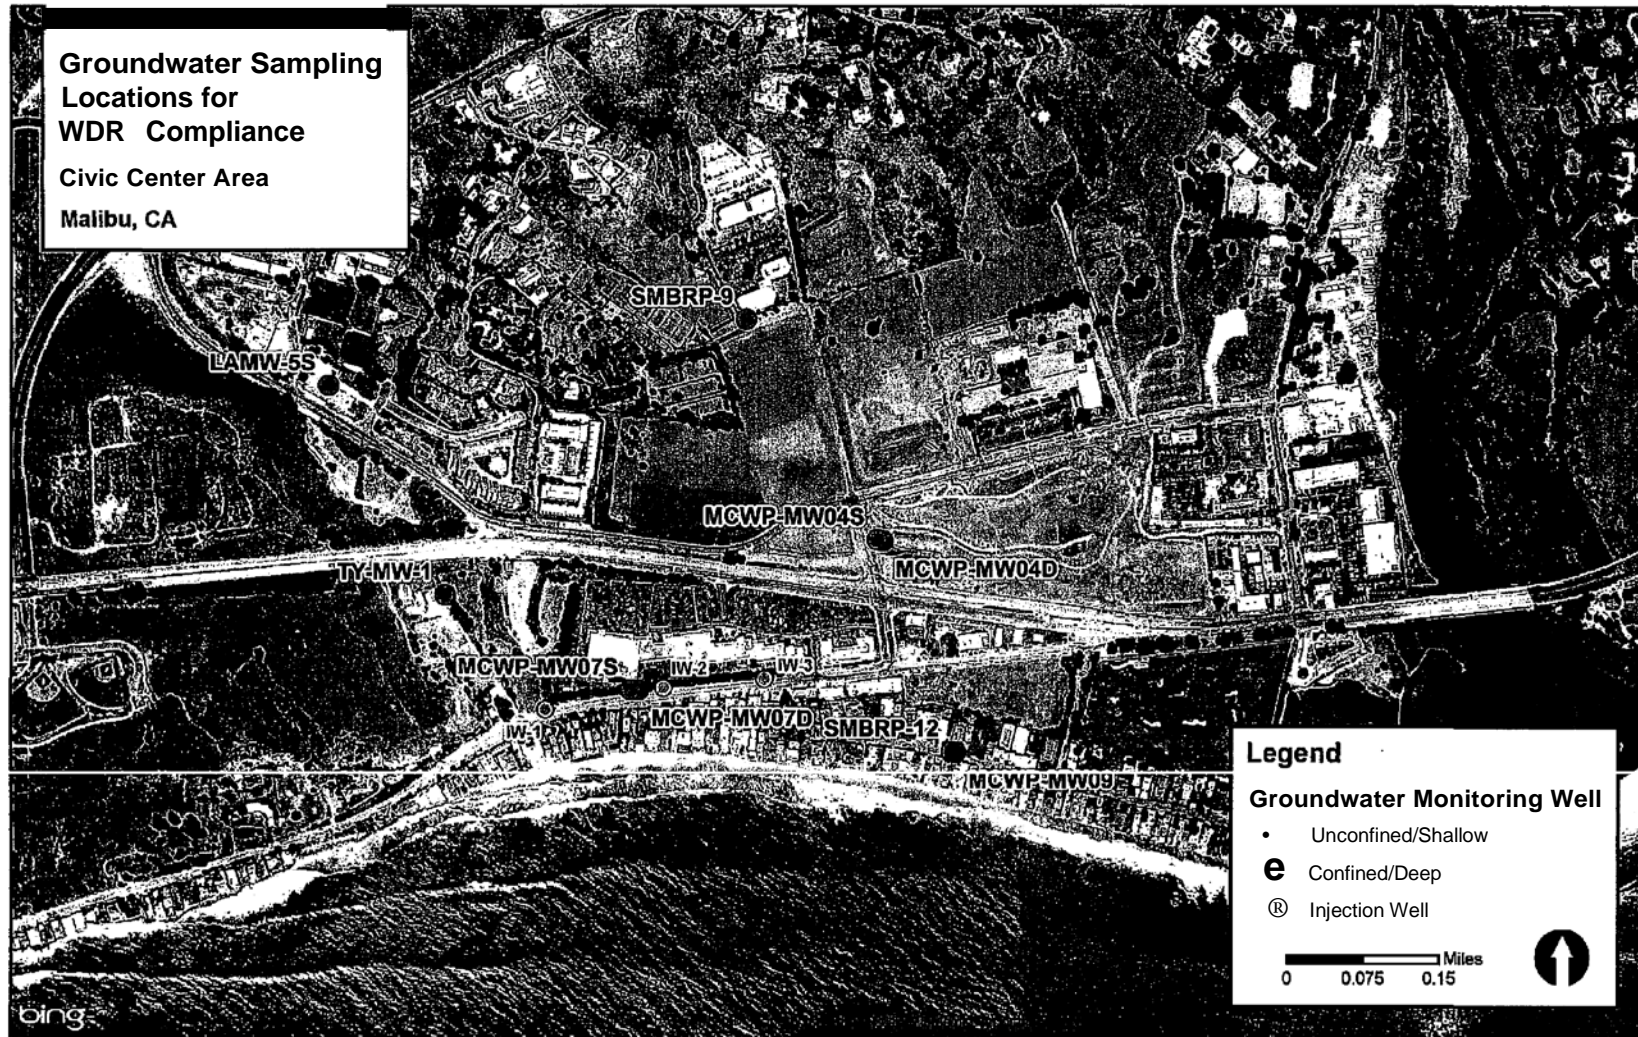 Groundwater Sampling
Locations for
WDR Compliance
Civic Center Area
Malibu, CA
SMBRP-9
LAMW-5S
MCWP-MW04S
MCWP-MW04D
TY-MW-1
MCWP-MW07S
IW-2
IW-3
MCWP-MW07D
SMBRP-12
IW-1
MCWP-MW09
Legend
Groundwater Monitoring Well
• Unconfined/Shallow
e Confined/Deep
® Injection Well
Miles
0 0.075 0.15
bing